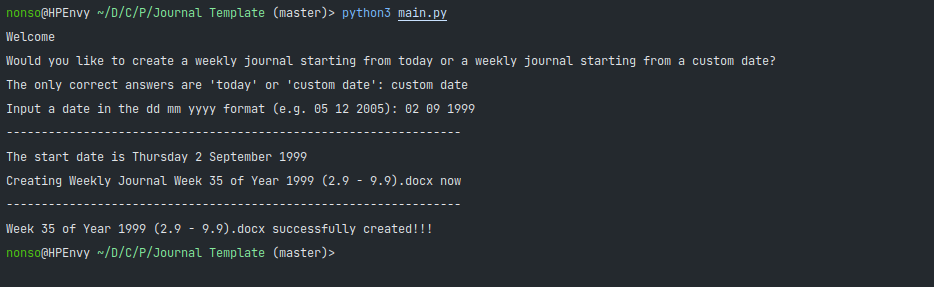 nonso@HPEnvy ~/D/C/P/Journal Template (master)> python3 main.py
Welcome
Would you like to create a weekly journal starting from today or a weekly journal starting from a custom date?
The only correct answers are 'today' or 'custom date': custom date
Input a date in the dd mm yyyy format (e.g. 05 12 2005): 02 09 1999
-----------------------------------------------------------------
The start date is Thursday 2 September 1999
Creating Weekly Journal Week 35 of Year 1999 (2.9 - 9.9).docx now
-----------------------------------------------------------------
Week 35 of Year 1999 (2.9 - 9.9).docx successfully created!!!
nonso@HPEnvy ~/D/C/P/Journal Template (master)>